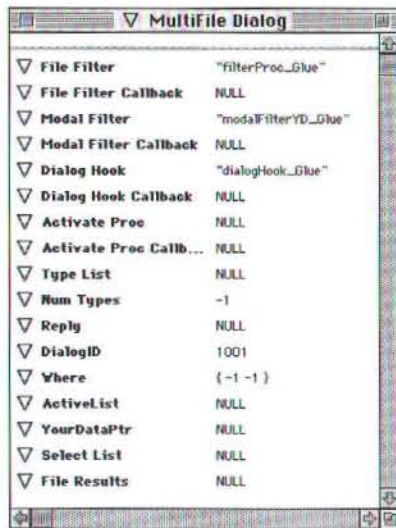 MultiFile Dialog
File Filter "filterProc_Glue"
File Filter Callback NULL
Modal Filter "modalFilterYD_Glue"
Modal Filter Callback NULL
Dialog Hook "dialogHook_Glue"
Dialog Hook Callback NULL
Activate Proc NULL
Activate Proc Callb... NULL
Type List NULL
Num Types -1
Reply NULL
DialogID 1001
Where { -1 -1 }
ActiveList NULL
YourDataPtr NULL
Select List NULL
File Results NULL